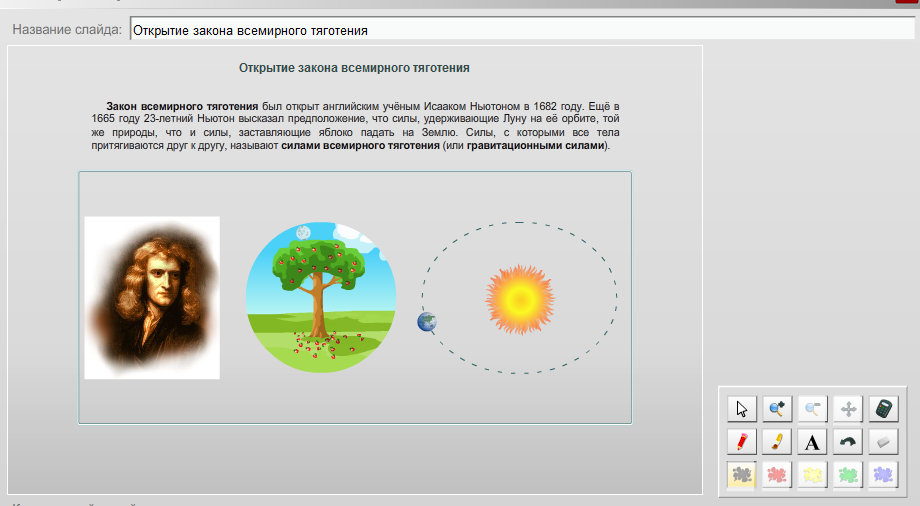 Название слайда: Открытие закона всемирного тяготения
Открытие закона всемирного тяготения
Закон всемирного тяготения был открыт английским учёным Исааком Ньютоном в 1682 году. Ещё в
1665 году 23-летний Ньютон высказал предположение, что силы, удерживающие Луну на её орбите, той
же природы, что и силы, заставляющие яблоко падать на Землю. Силы, с которыми все тела
притягиваются друг к другу, называют силами всемирного тяготения (или гравитационными силами).
A